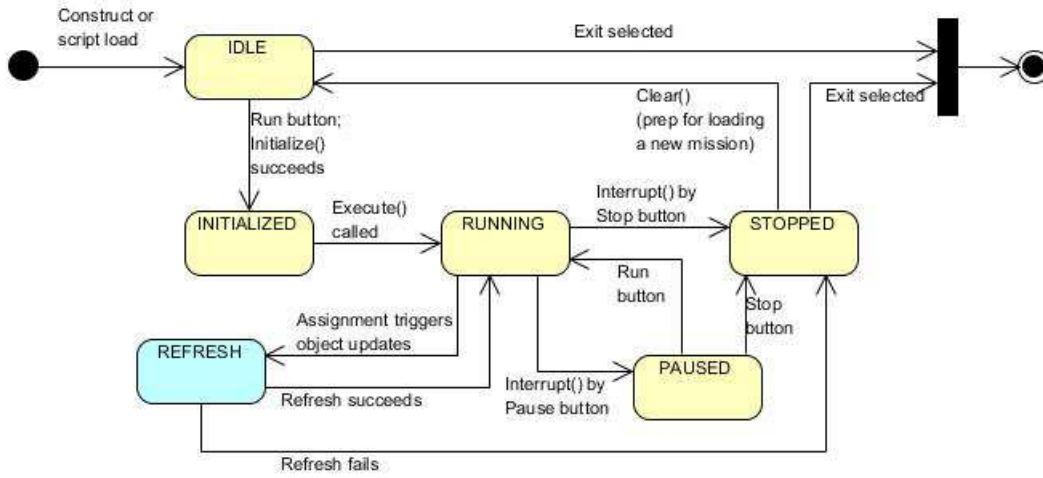 Construct or
script load
IDLE
Exit selected
Clear()
(prep for loading
a new mission)
Exit selected
Run button;
Initialize()
succeeds
INITIALIZED
Execute()
called
RUNNING
Interrupt() by
Stop button
STOPPED
Run
button
Stop
button
Assignment triggers
object updates
REFRESH
PAUSED
Interrupt() by
Pause button
Refresh succeeds
Refresh fails